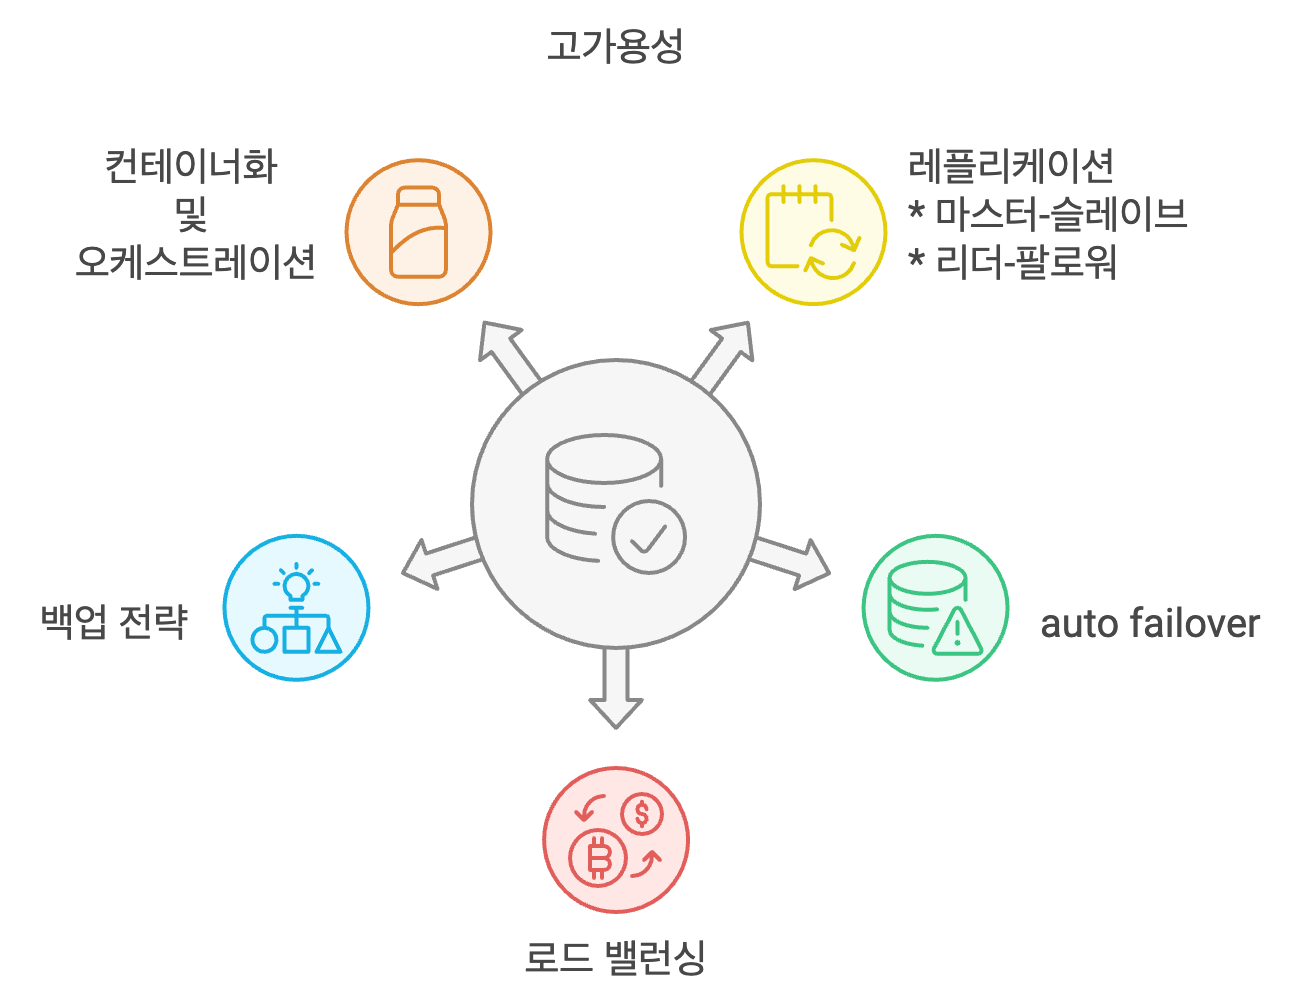 고가용성
컨테이너화
및
오케스트레이션
레플리케이션
* 마스터-슬레이브
* 리더-팔로워
백업 전략
auto failover
로드 밸런싱